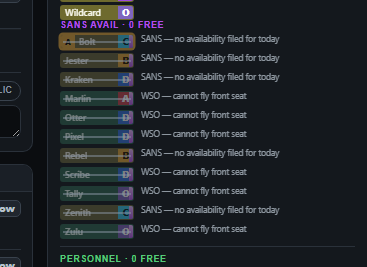 Wildcard O
SANS AVAIL · 0 FREE
Bolt C SANS — no availability filed for today
Jester SANS — no availability filed for today
Kraken D SANS — no availability filed for today
Marlin A WSO — cannot fly front seat
Otter D WSO — cannot fly front seat
Pixel D WSO — cannot fly front seat
Rebel SANS — no availability filed for today
Scribe D WSO — cannot fly front seat
Tally O WSO — cannot fly front seat
Zenith C SANS — no availability filed for today
Zulu WSO — cannot fly front seat
PERSONNEL · 0 FREE
LIC
ow
ow